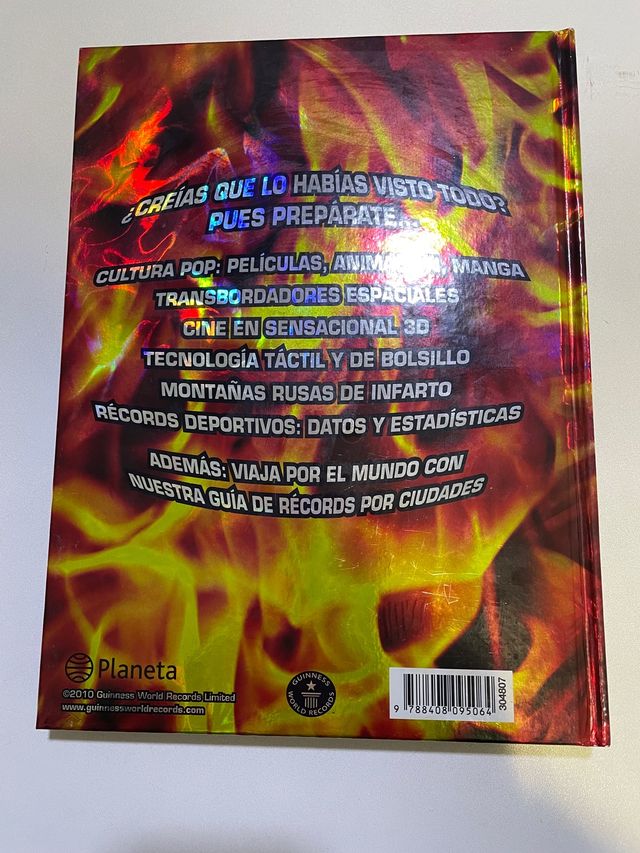 ¿CREÍAS QUE LO HABÍAS VISTO TODO?
PUES PREPÁRATE...
CULTURA POP: PELÍCULAS, MANGA
TRANSBORDADORES ESPACIALES
CINE EN SENSACIONAL 3D
TECNOLOGÍA TÁCTIL Y DE BOLSILLO
MONTAÑAS RUSAS DE INFARTO
RÉCORDS DEPORTIVOS: DATOS Y ESTADÍSTICAS
ADEMÁS: VIAJA POR EL MUNDO CON
NUESTRA GUÍA DE RÉCORDS POR CIUDADES
Planeta
©2010 Guinness World Records Limited
www.guinnessworldrecords.com
GUINNESS
WORLD RECORDS
9 788408 095064
304807